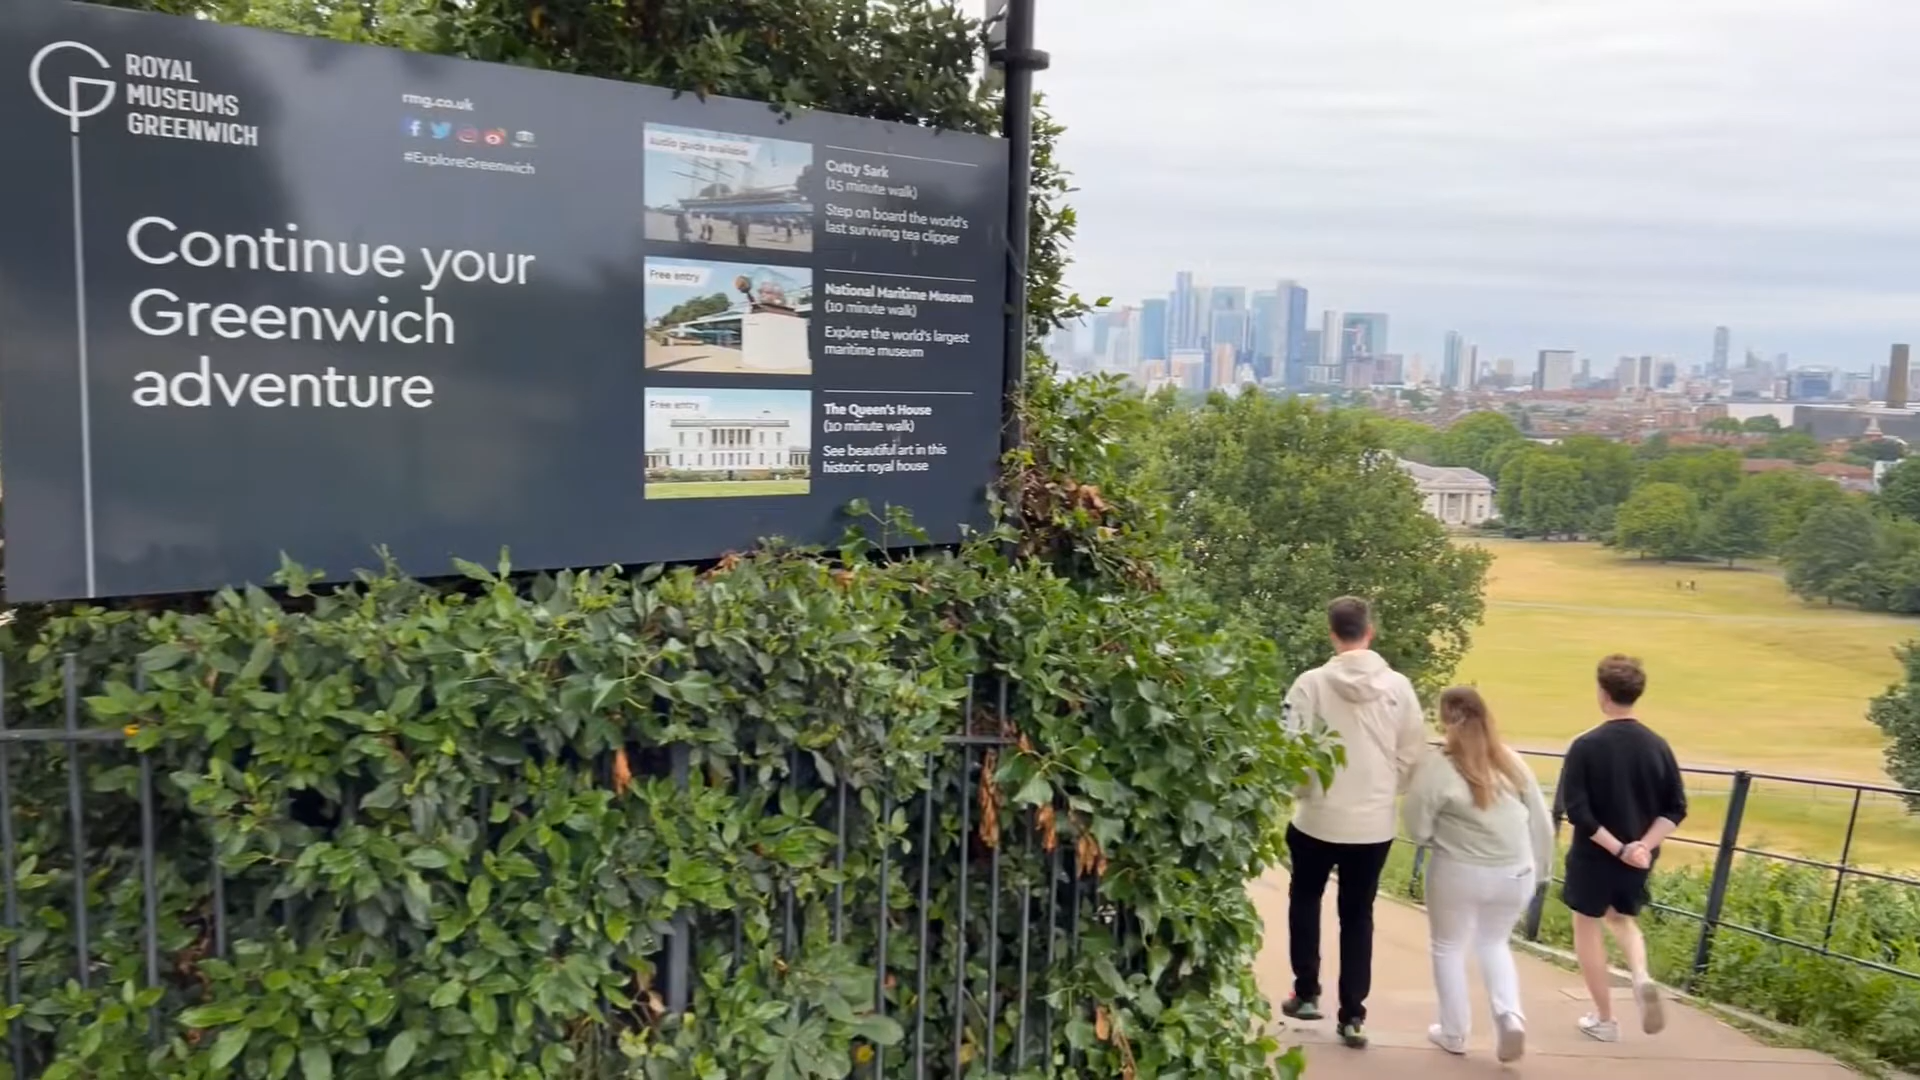 ROYAL
MUSEUMS
GREENWICH
rmg.co.uk
#ExploreGreenwich
Continue your
Greenwich
adventure
Audio guide available
Cutty Sark
(15 minute walk)
Step on board the world's
last surviving tea clipper
Free entry
National Maritime Museum
(10 minute walk)
Explore the world's largest
maritime museum
Free entry
The Queen's House
(10 minute walk)
See beautiful art in this
historic royal house